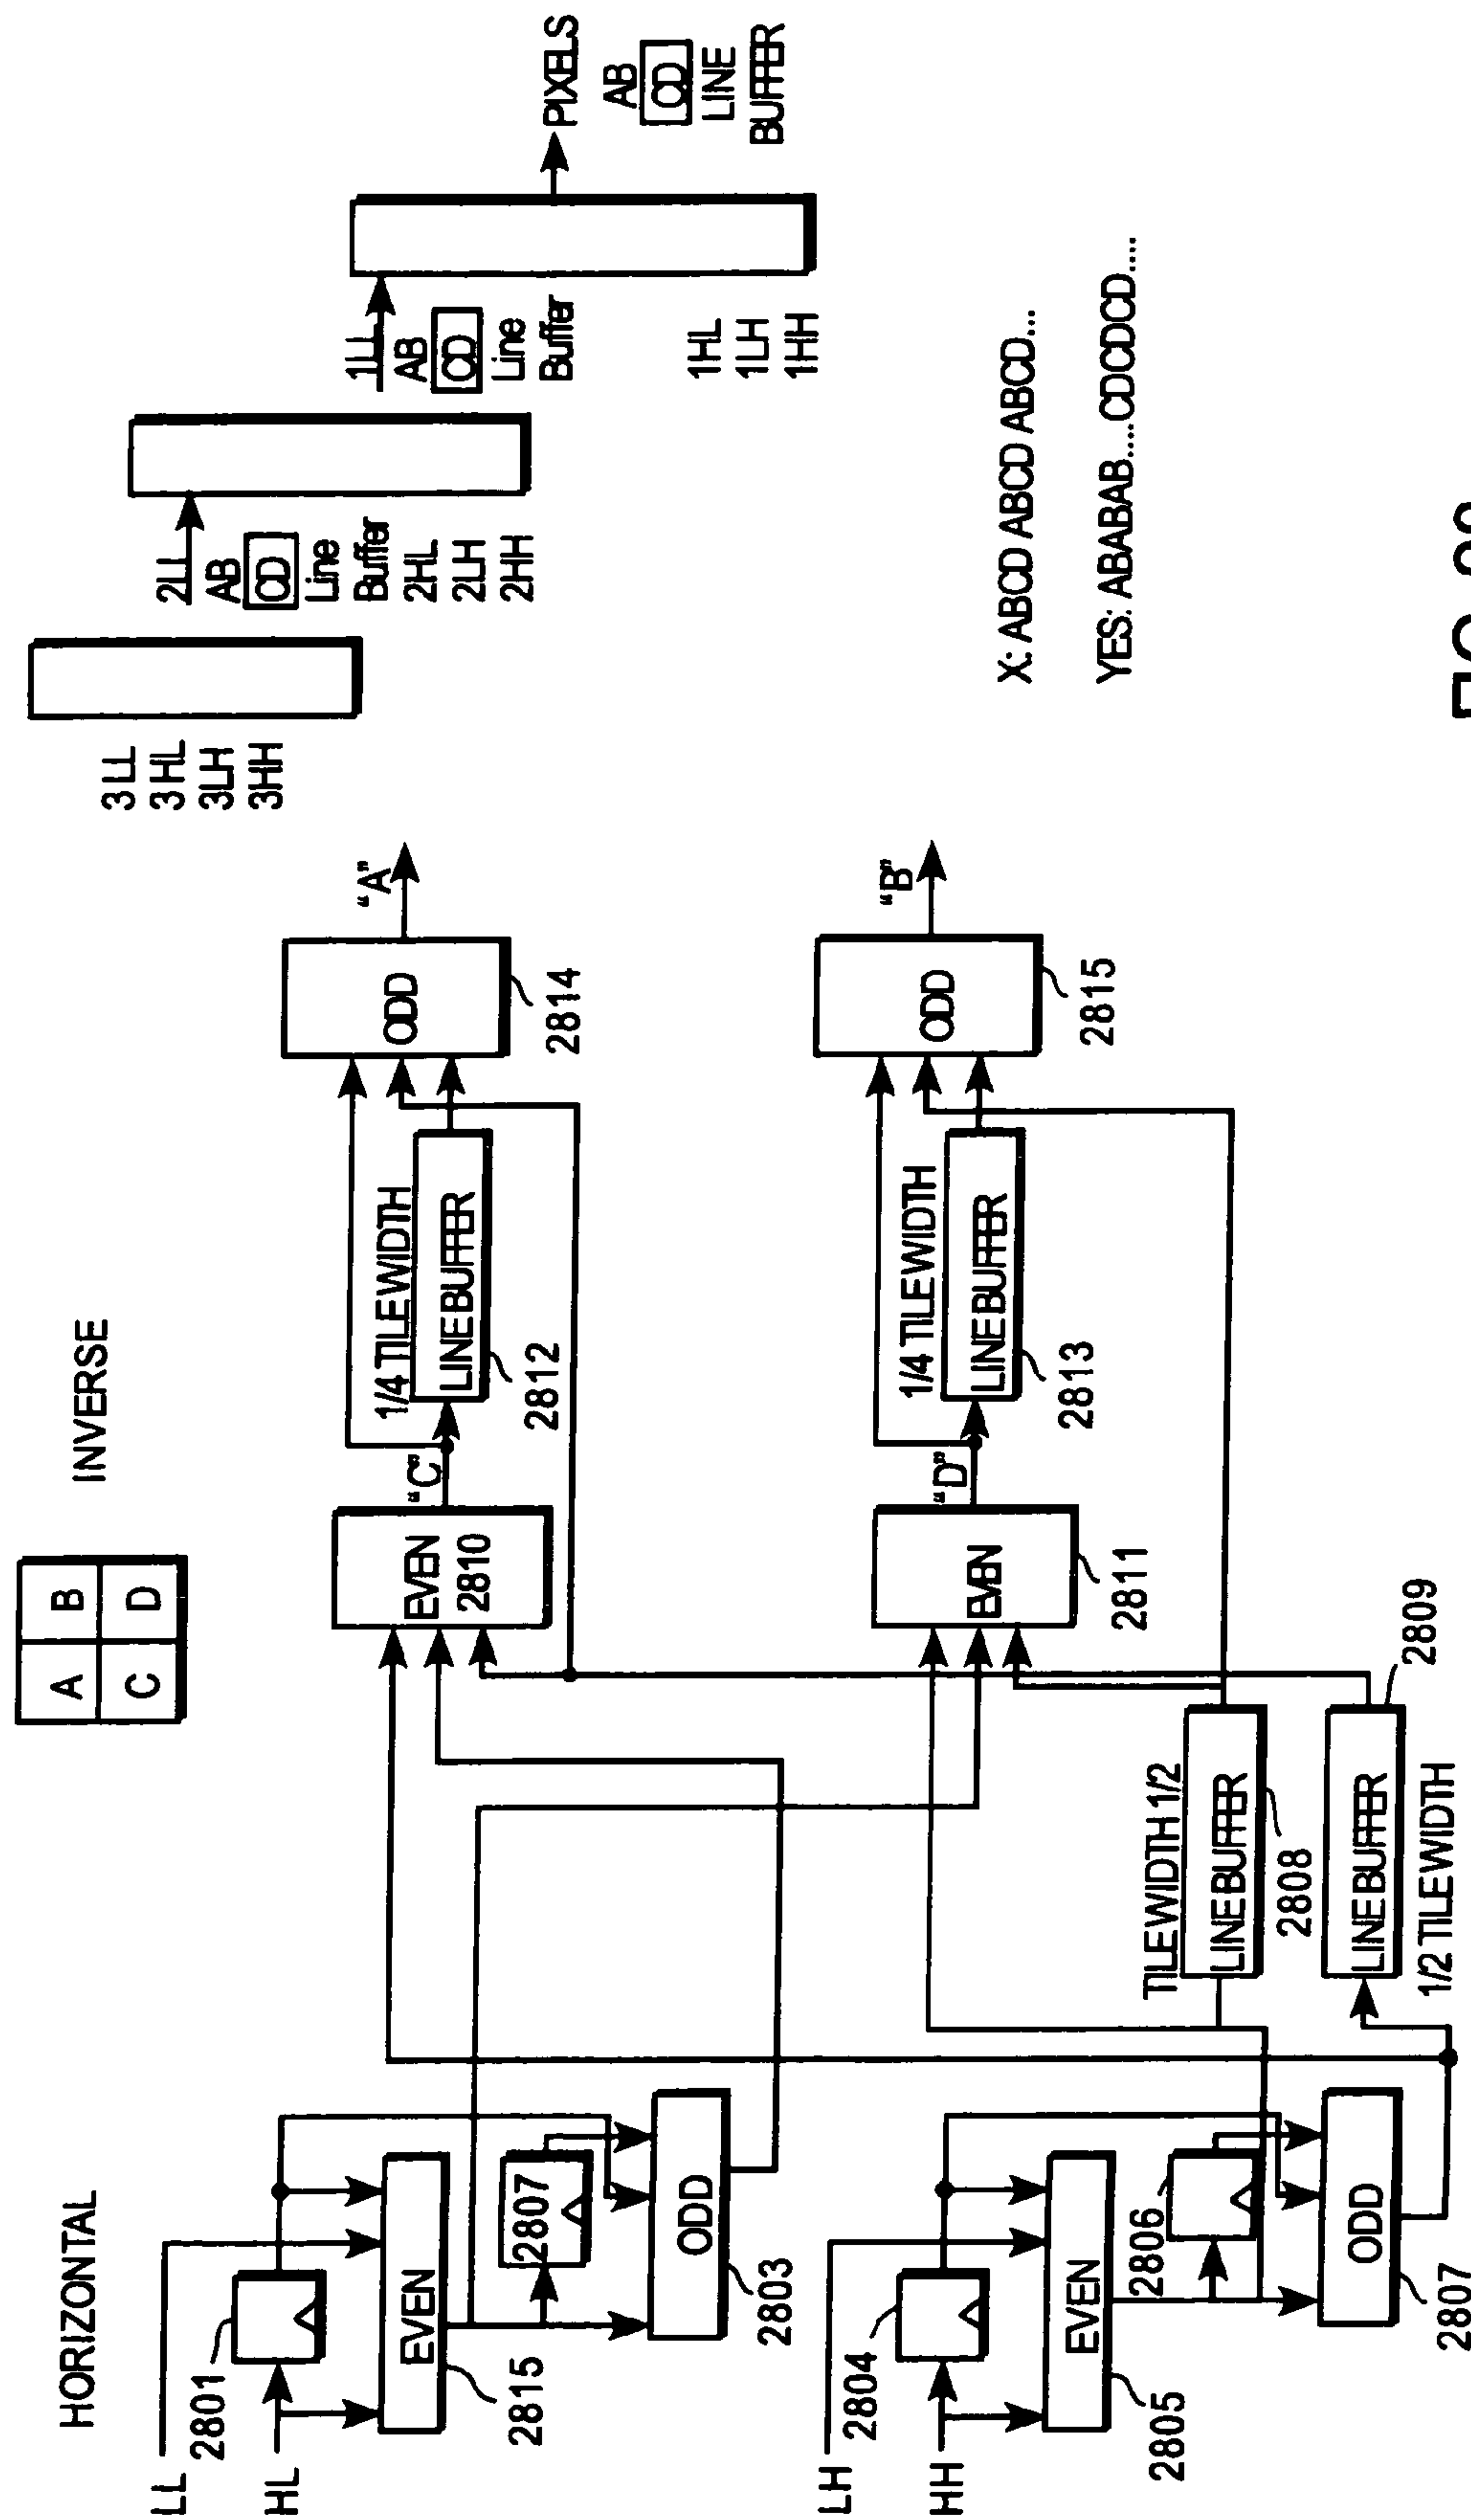 HORIZONTAL
INVERSE
A B
C D
LL
2801
HL
EVEN
2815
2807
ODD
2803
LH
2804
HH
EVEN
2805
2806
ODD
2807
EVEN
2810
"C"
1/4 TILEWIDTH
LINEBUFFER
2812
ODD
2814
"A"
EVEN
2811
"D"
1/4 TILEWIDTH
LINEBUFFER
2813
ODD
2815
"B"
TILEWIDTH 1/2
LINEBUFFER
2808
LINEBUFFER
2809
1/2 TILEWIDTH
3LL
3HL
3LH
3HH
2LL
AB
CD
Line
Buffer
2HL
2LH
2HH
1LL
AB
CD
Line
Buffer
1HL
1LH
1HH
PIXELS
AB
CD
LINE
BUFFER
X: ABCD ABCD ABCD...
YES: ABABAB.... CDCDCD....